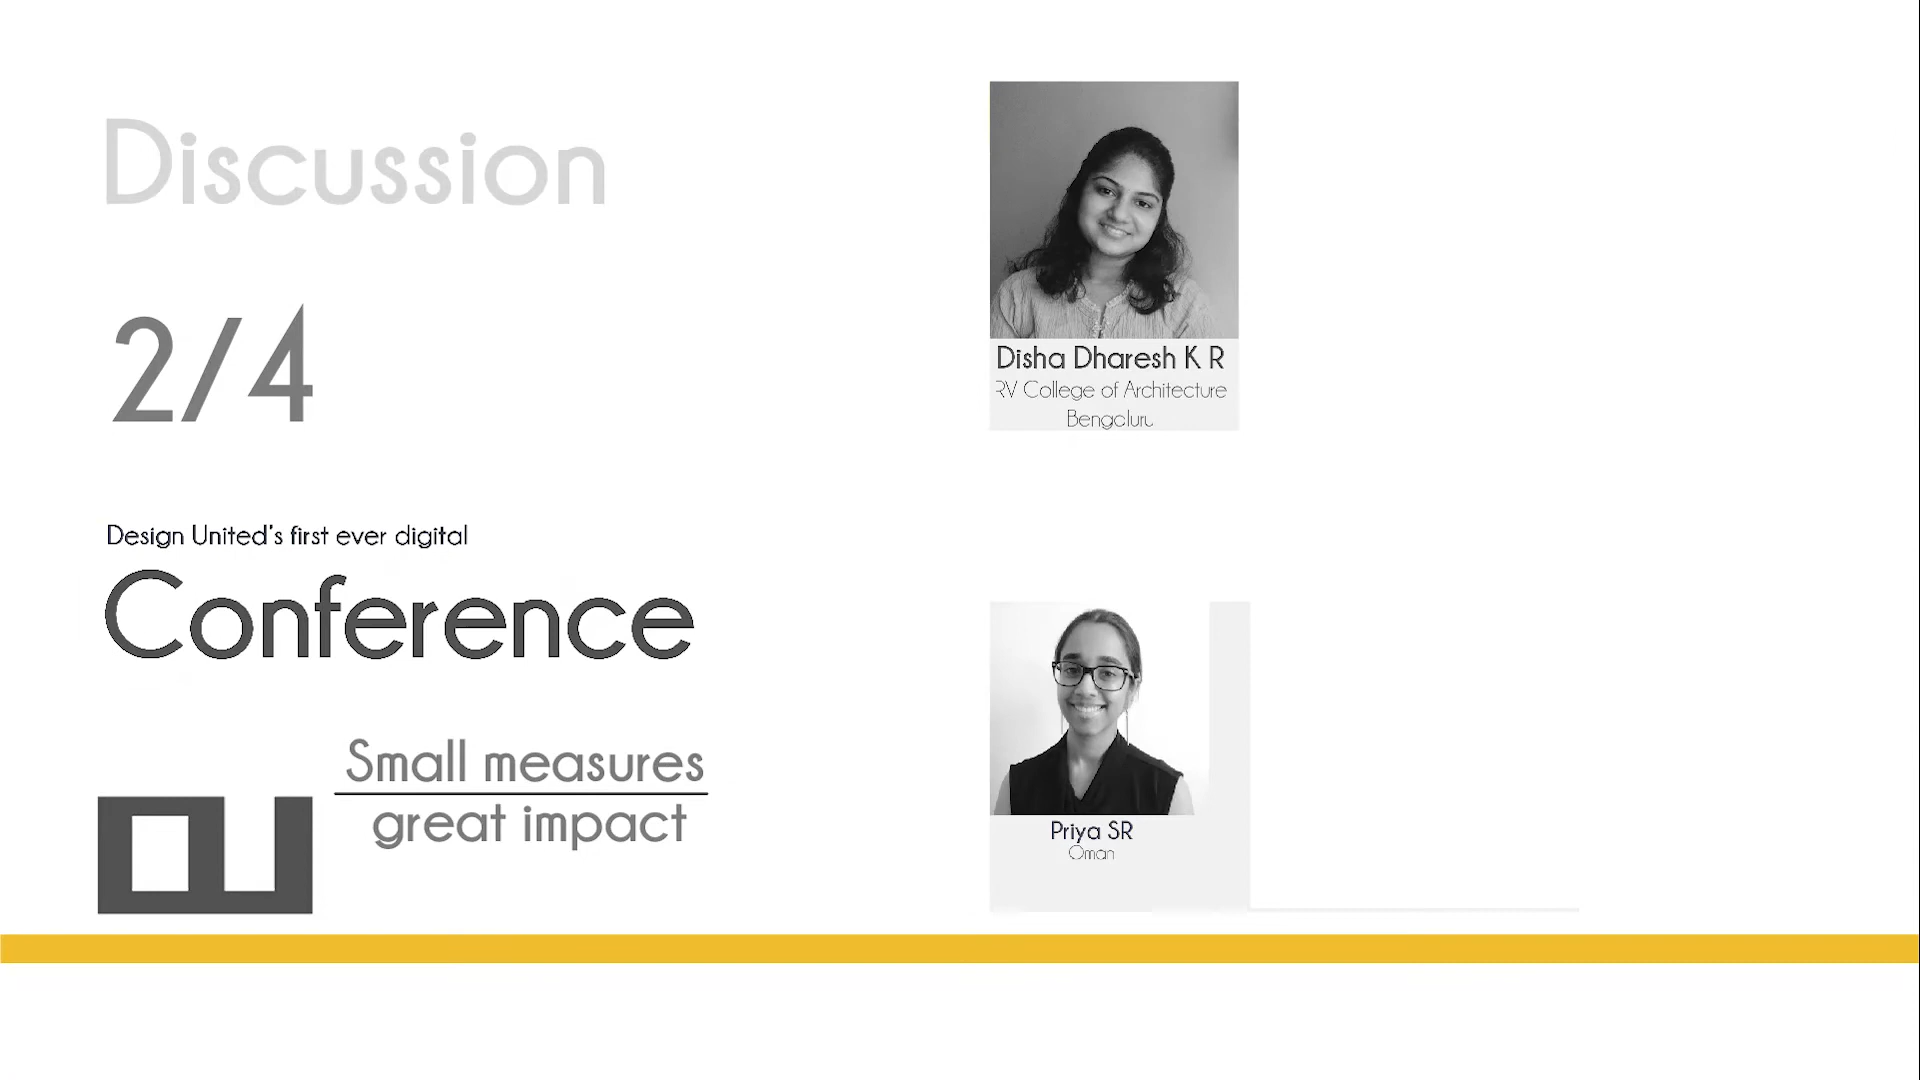 Discussion
2/4
Design United's first ever digital
Conference
Small measures
great impact
Disha Dharesh K R
RV College of Architecture
Bengaluru
Priya SR
Oman